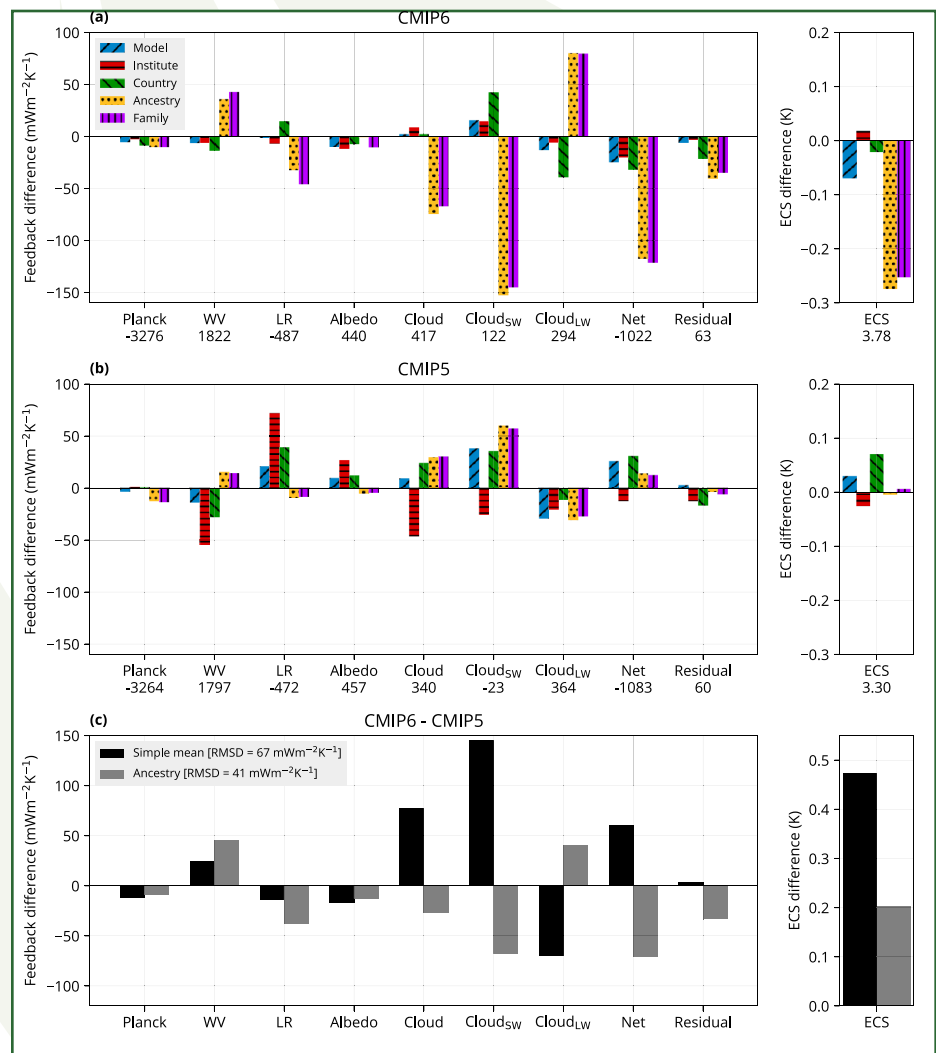 (a)
CMIP6
Feedback difference (mWm⁻²K⁻¹)
100
50
0
−50
−100
−150
Model
Institute
Country
Ancestry
Family
Planck WV LR Albedo Cloud Cloud_SW Cloud_LW Net Residual
-3276 1822 -487 440 417 122 294 -1022 63
ECS difference (K)
0.2
0.1
0.0
−0.1
−0.2
−0.3
ECS
3.78
(b)
CMIP5
Feedback difference (mWm⁻²K⁻¹)
100
50
0
−50
−100
−150
Planck WV LR Albedo Cloud Cloud_SW Cloud_LW Net Residual
-3264 1797 -472 457 340 -23 364 -1083 60
ECS difference (K)
0.2
0.1
0.0
−0.1
−0.2
−0.3
ECS
3.30
(c)
CMIP6 - CMIP5
Feedback difference (mWm⁻²K⁻¹)
150
100
50
0
−50
−100
Simple mean [RMSD = 67 mWm⁻²K⁻¹]
Ancestry [RMSD = 41 mWm⁻²K⁻¹]
Planck WV LR Albedo Cloud Cloud_SW Cloud_LW Net Residual
ECS difference (K)
0.5
0.4
0.3
0.2
0.1
0.0
ECS